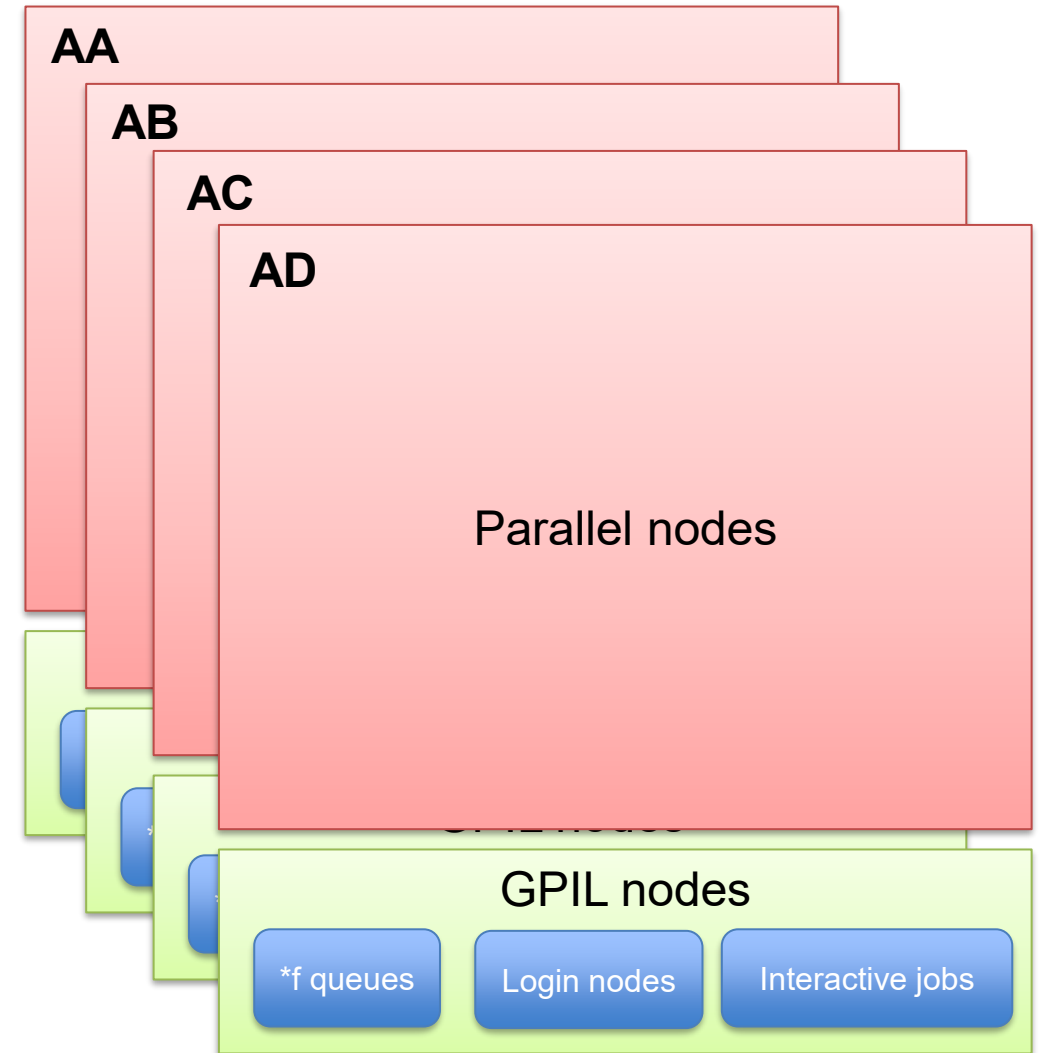 AA
AB
AC
AD
Parallel nodes
GPIL nodes
*f queues
Login nodes
Interactive jobs